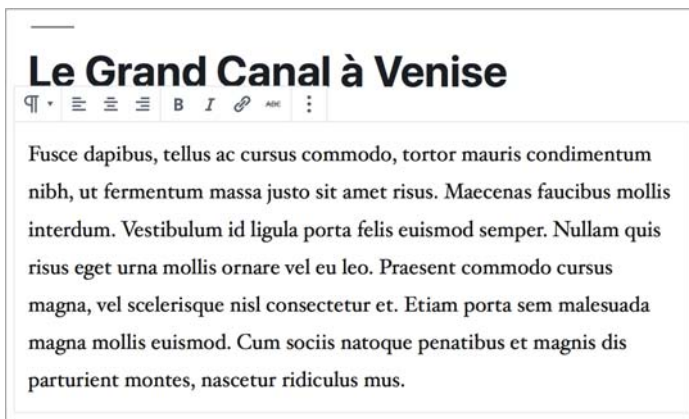 Le Grand Canal à Venise
B I ABC
Fusce dapibus, tellus ac cursus commodo, tortor mauris condimentum
nibh, ut fermentum massa justo sit amet risus. Maecenas faucibus mollis
interdum. Vestibulum id ligula porta felis euismod semper. Nullam quis
risus eget urna mollis ornare vel eu leo. Praesent commodo cursus
magna, vel scelerisque nisl consectetur et. Etiam porta sem malesuada
magna mollis euismod. Cum sociis natoque penatibus et magnis dis
parturient montes, nascetur ridiculus mus.